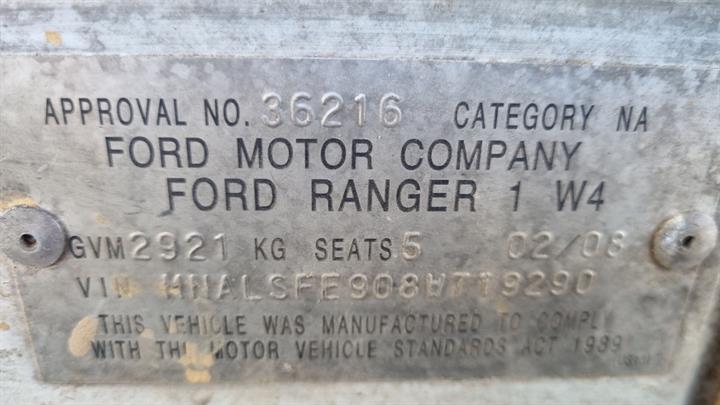 APPROVAL NO. 36216 CATEGORY NA
FORD MOTOR COMPANY
FORD RANGER 1 W4
GVM 2921 KG SEATS 5 02/08
VIN MNALSFE908W719290
THIS VEHICLE WAS MANUFACTURED TO COMPLY
WITH THE MOTOR VEHICLE STANDARDS ACT 1989